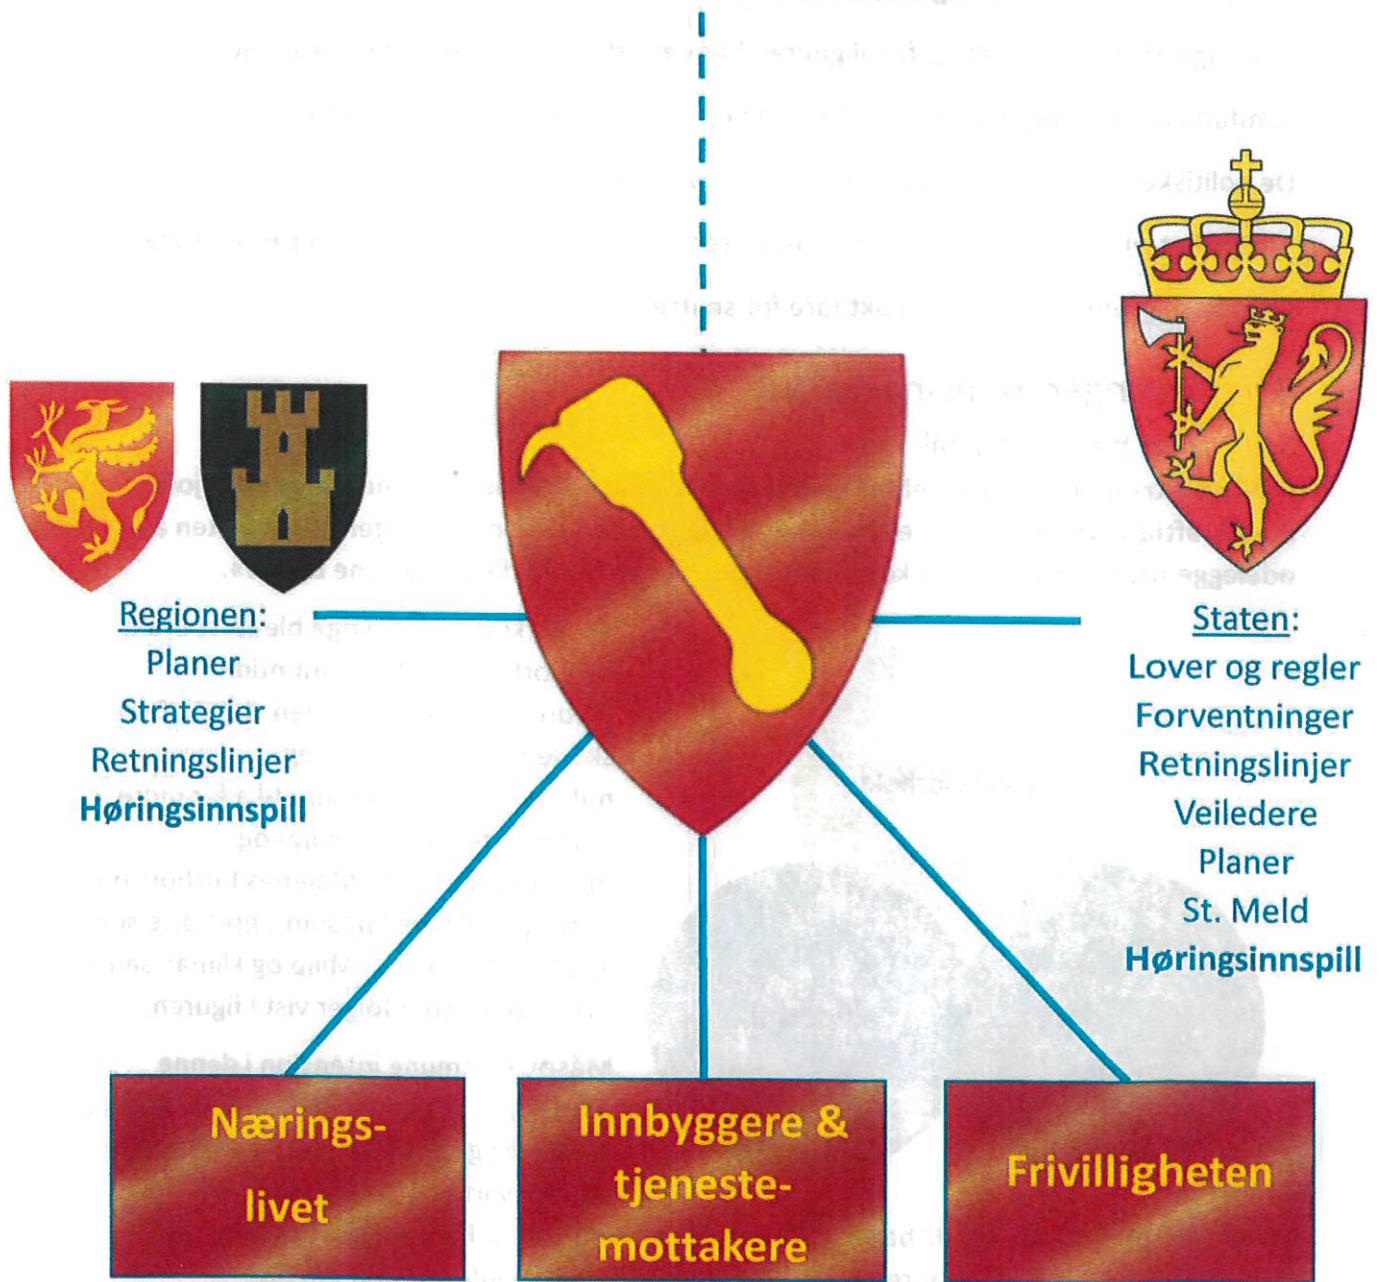 Regionen:
Planer
Strategier
Retningslinjer
Høringsinnspill
Staten:
Lover og regler
Forventninger
Retningslinjer
Veiledere
Planer
St. Meld
Høringsinnspill
Nærings-
livet
Innbyggere &
tjeneste-
mottakere
Frivilligheten